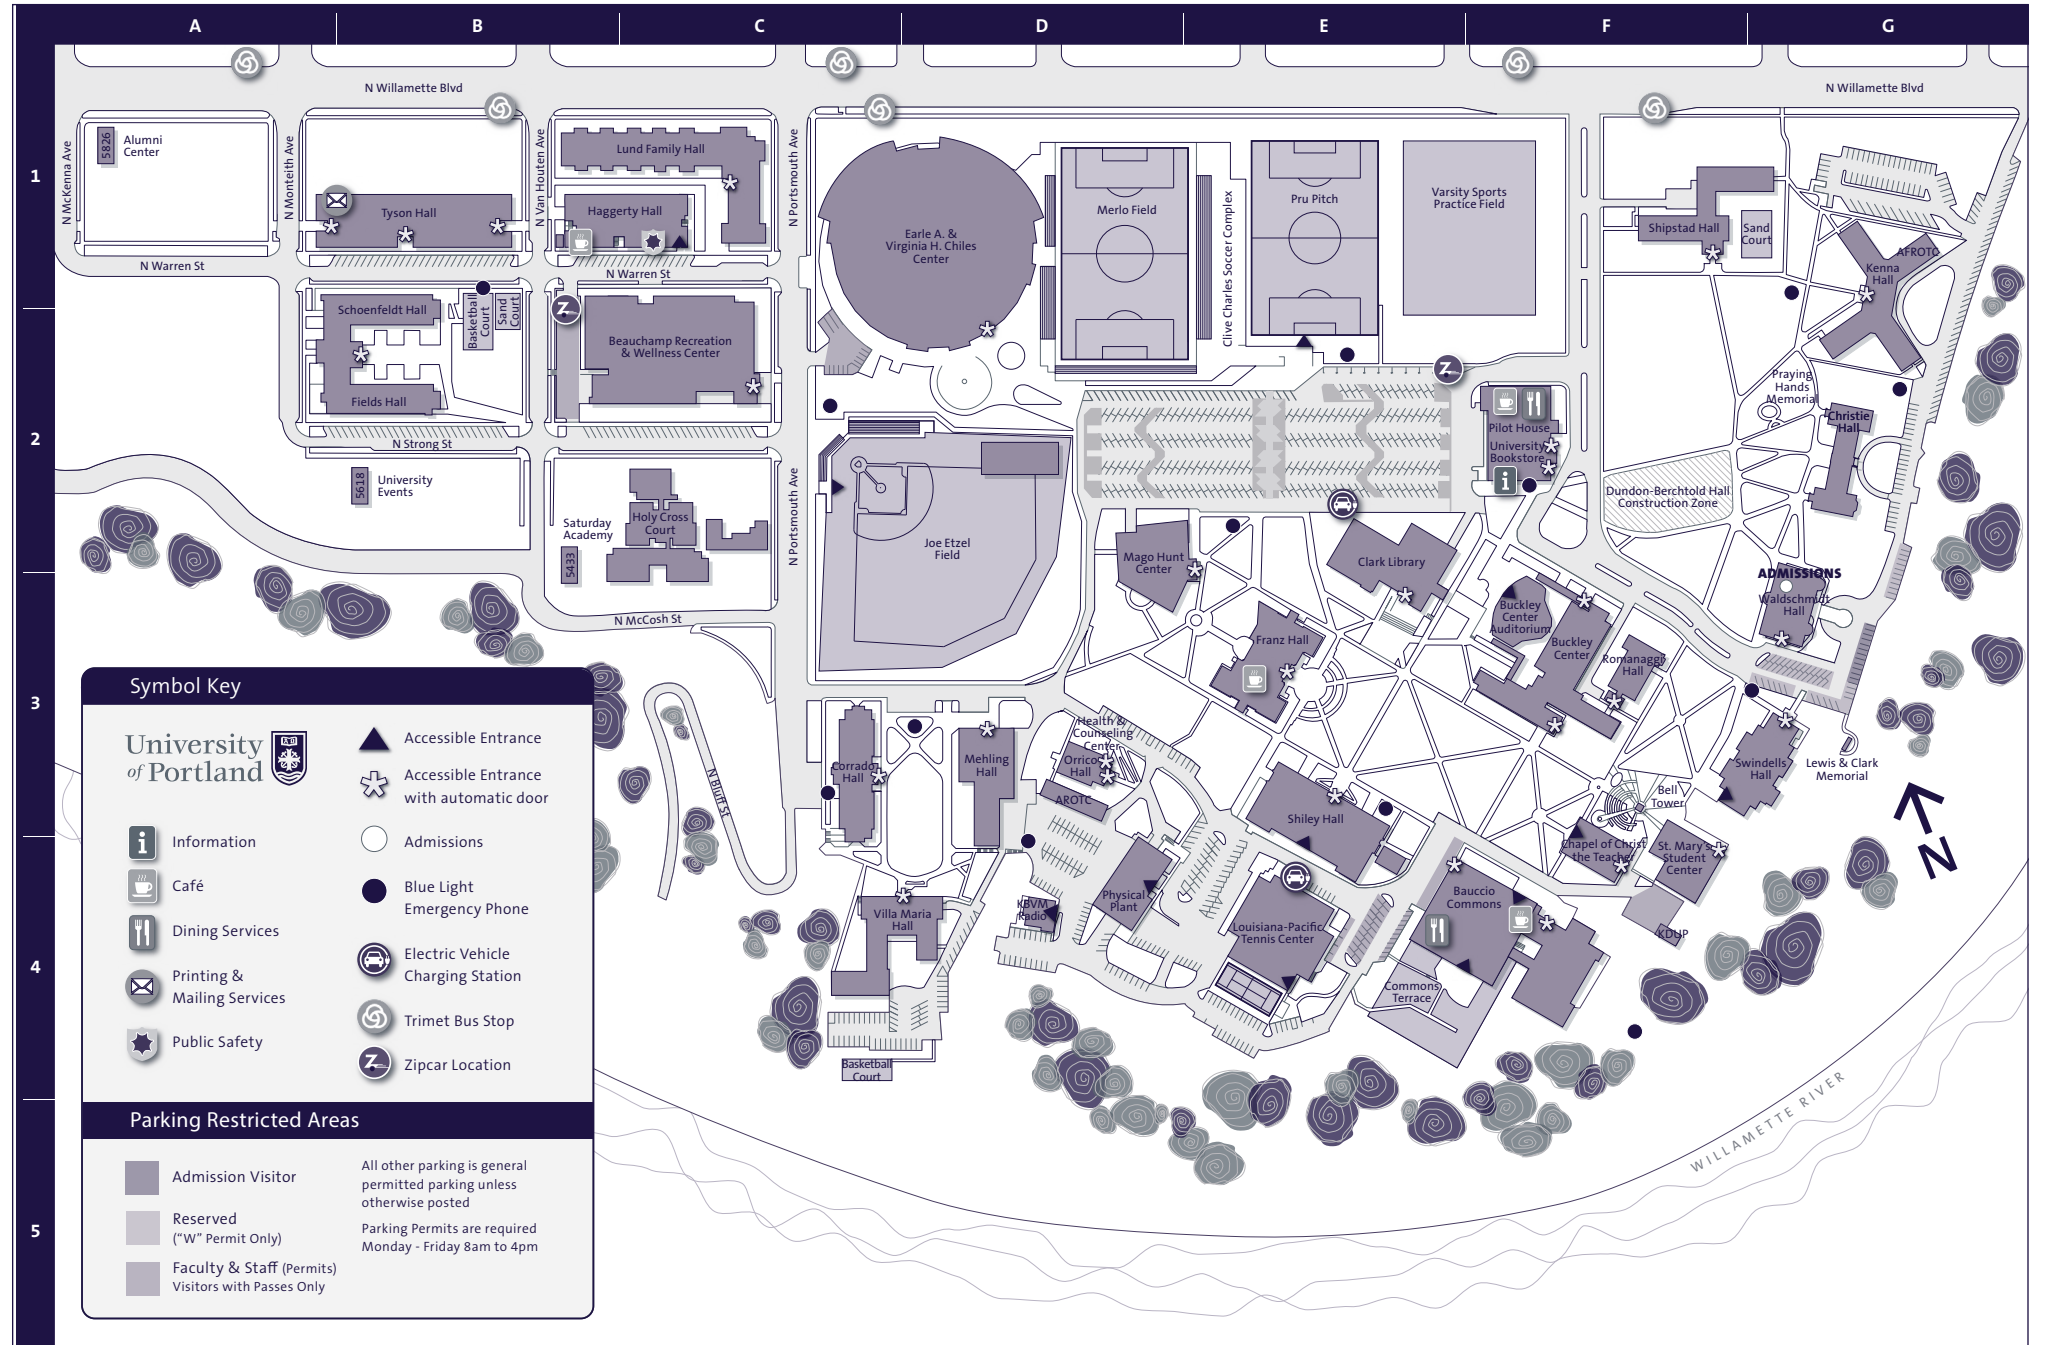 A B C D E F G
1
2
3
4
5
N Willamette Blvd
N Willamette Blvd
N McKenna Ave
5826
Alumni
Center
N Monteith Ave
Tyson Hall
N Van Houten Ave
Lund Family Hall
Haggerty Hall
N Portsmouth Ave
N Warren St
N Warren St
Earle A. &
Virginia H. Chiles
Center
Merlo Field
Clive Charles Soccer Complex
Pru Pitch
Varsity Sports
Practice Field
Shipstad Hall
Sand
Court
AFROTC
Kenna
Hall
Schoenfeldt Hall
Basketball
Court
Sand
Court
Fields Hall
Z
Beauchamp Recreation
& Wellness Center
N Strong St
5618
University
Events
Saturday
Academy
5433
Holy Cross
Court
N Portsmouth Ave
N McCosh St
Joe Etzel
Field
Z
Pilot House
University
Bookstore
i
Praying
Hands
Memorial
Christie
Hall
Dundon-Berchtold Hall
Construction Zone
Mago Hunt
Center
Clark Library
Buckley
Center
Auditorium
Buckley
Center
Romanaggi
Hall
ADMISSIONS
Waldschmidt
Hall
Franz Hall
Health &
Counseling
Center
Orrico
Hall
AROTC
Corrado
Hall
Mehling
Hall
N Bluff St
Shiley Hall
Bell
Tower
Swindells
Hall
Lewis & Clark
Memorial
N
Chapel of Christ
the Teacher
St. Mary's
Student
Center
KDUP
Physical
Plant
KBVM
Radio
Villa Maria
Hall
Louisiana-Pacific
Tennis Center
Bauccio
Commons
Commons
Terrace
Basketball
Court
WILLAMETTE RIVER
Symbol Key
University
of Portland
i
Information
Café
Dining Services
Printing &
Mailing Services
Public Safety
Accessible Entrance
Accessible Entrance
with automatic door
Admissions
Blue Light
Emergency Phone
Electric Vehicle
Charging Station
Trimet Bus Stop
Z
Zipcar Location
Parking Restricted Areas
Admission Visitor
Reserved
(“W” Permit Only)
Faculty & Staff (Permits)
Visitors with Passes Only
All other parking is general
permitted parking unless
otherwise posted
Parking Permits are required
Monday - Friday 8am to 4pm